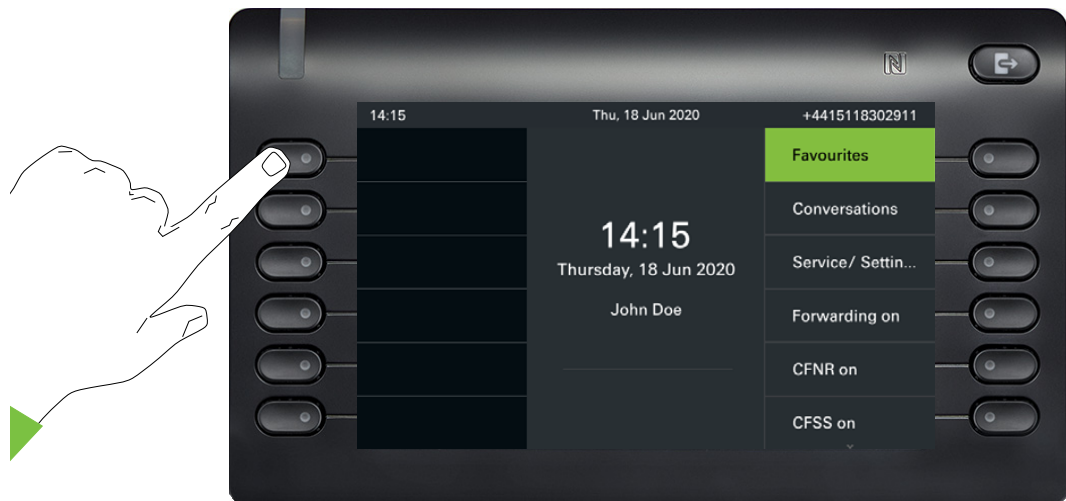 14:15
Thu, 18 Jun 2020
+4415118302911
Favourites
Conversations
14:15
Thursday, 18 Jun 2020
Service/ Settin...
John Doe
Forwarding on
CFNR on
CFSS on